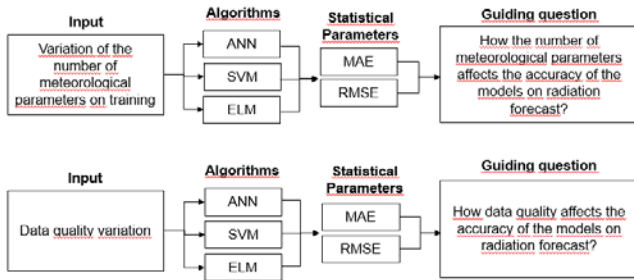 Input
Algorithms
Statistical
Parameters
Guiding question
Variation of the
number of
meteorological
parameters on training
ANN
SVM
ELM
MAE
RMSE
How the number of
meteorological parameters
affects the accuracy of the
models on radiation
forecast?
Input
Algorithms
Statistical
Parameters
Guiding question
Data quality variation
ANN
SVM
ELM
MAE
RMSE
How data quality affects the
accuracy of the models on
radiation forecast?